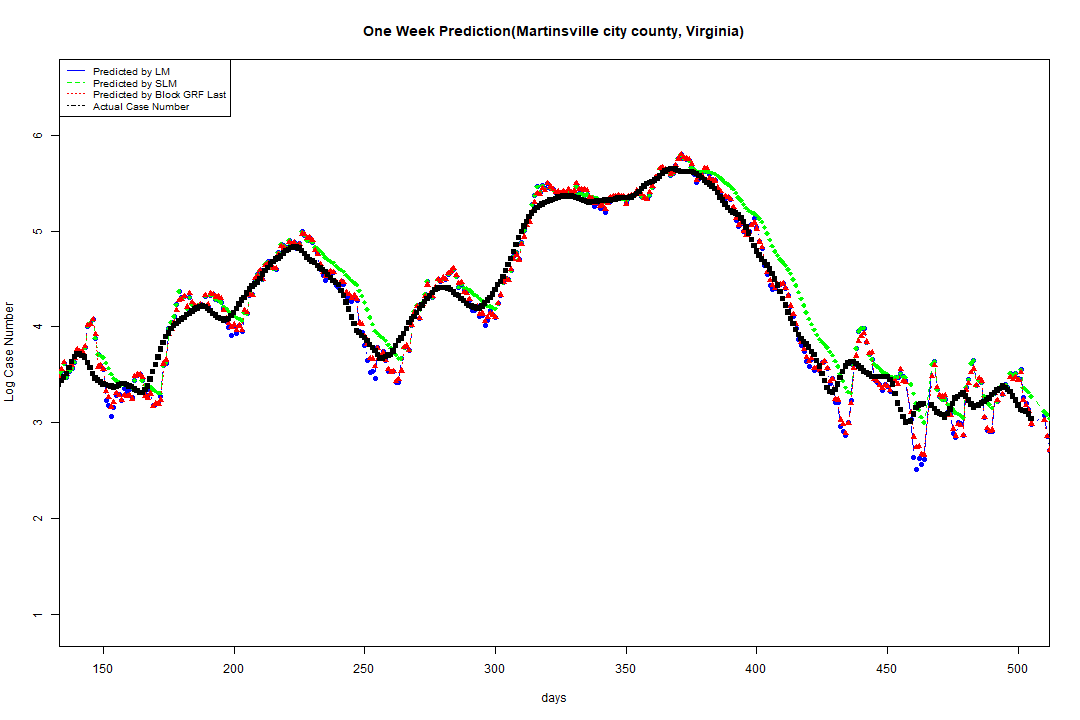 One Week Prediction(Martinsville city county, Virginia)
Predicted by LM
Predicted by SLM
Predicted by Block GRF Last
Actual Case Number
Log Case Number
6
5
4
3
2
1
150 200 250 300 350 400 450 500
days